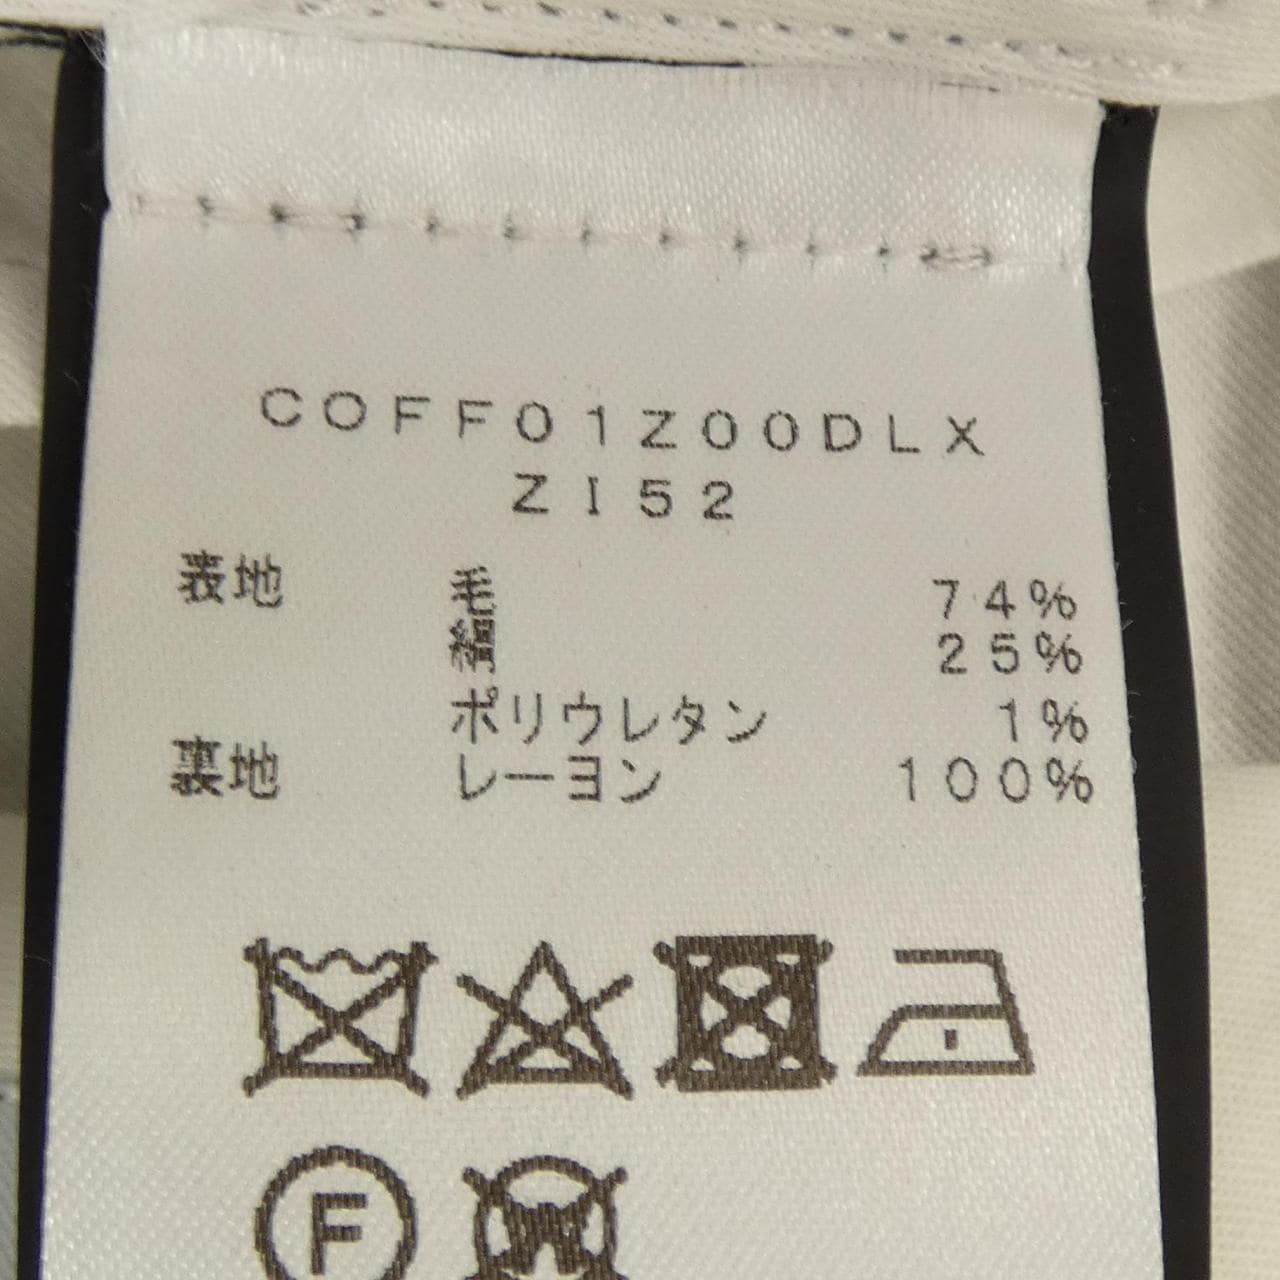 COFF01Z00DLX
ZI52
表地 毛 74%
絹 25%
ポリウレタン 1%
裏地 レーヨン 100%
F
W